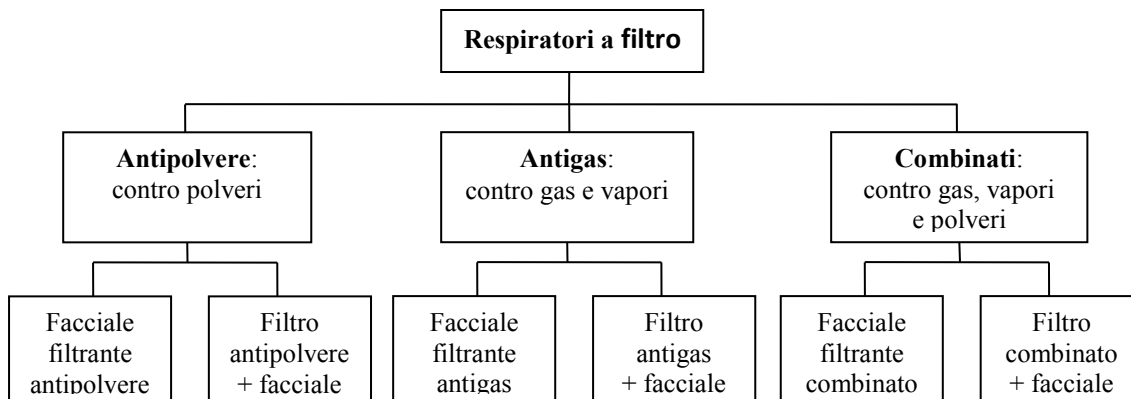 Respiratori a filtro
Antipolvere:
contro polveri
Antigas:
contro gas e vapori
Combinati:
contro gas, vapori
e polveri
Facciale
filtrante
antipolvere
Filtro
antipolvere
+ facciale
Facciale
filtrante
antigas
Filtro
antigas
+ facciale
Facciale
filtrante
combinato
Filtro
combinato
+ facciale